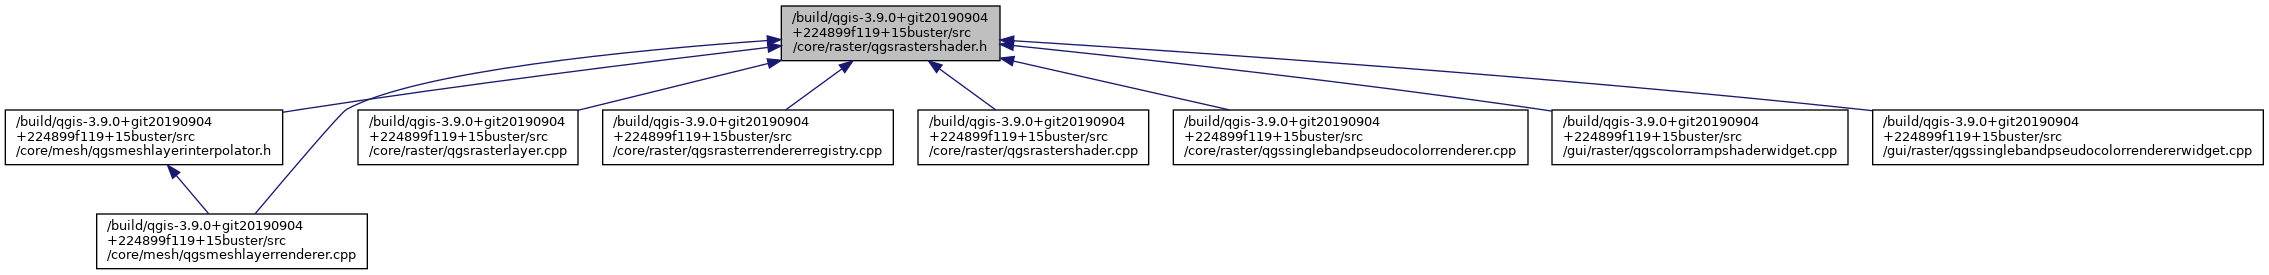 /build/qgis-3.9.0+git20190904
+224899f119+15buster/src
/core/raster/qgsrastershader.h
/build/qgis-3.9.0+git20190904
+224899f119+15buster/src
/core/mesh/qgsmeshlayerinterpolator.h
/build/qgis-3.9.0+git20190904
+224899f119+15buster/src
/core/raster/qgsrasterlayer.cpp
/build/qgis-3.9.0+git20190904
+224899f119+15buster/src
/core/raster/qgsrasterrendererregistry.cpp
/build/qgis-3.9.0+git20190904
+224899f119+15buster/src
/core/raster/qgsrastershader.cpp
/build/qgis-3.9.0+git20190904
+224899f119+15buster/src
/core/raster/qgssinglebandpseudocolorrenderer.cpp
/build/qgis-3.9.0+git20190904
+224899f119+15buster/src
/gui/raster/qgscolorrampshaderwidget.cpp
/build/qgis-3.9.0+git20190904
+224899f119+15buster/src
/gui/raster/qgssinglebandpseudocolorrendererwidget.cpp
/build/qgis-3.9.0+git20190904
+224899f119+15buster/src
/core/mesh/qgsmeshlayerrenderer.cpp